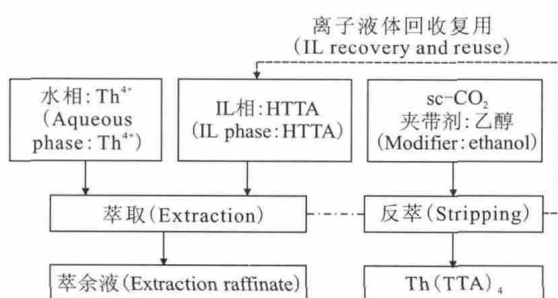 离子液体回收复用
(IL recovery and reuse)
水相:Th⁴⁺
(Aqueous
phase:Th⁴⁺)
IL相:HTTA
(IL phase:HTTA)
sc-CO₂
夹带剂:乙醇
(Modifier:ethanol)
萃取(Extraction)
反萃(Stripping)
萃余液(Extraction raffinate)
Th(TTA)₄